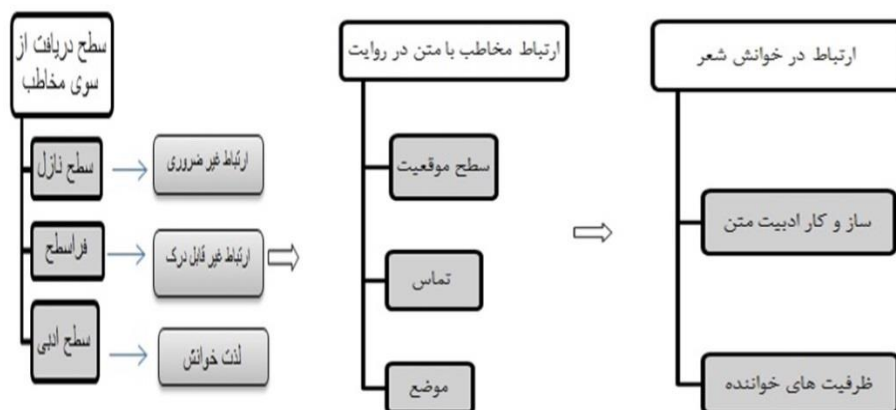 سطح دریافت از
سوی مخاطب
سطح نازل
ارتباط غیر ضروری
فراسطح
ارتباط غیر قابل درک
سطح ادبی
لذت خوانش
ارتباط مخاطب با متن در روایت
سطح موقعیت
تماس
موضع
ارتباط در خوانش شعر
ساز و کار ادبیت متن
ظرفیت های خواننده